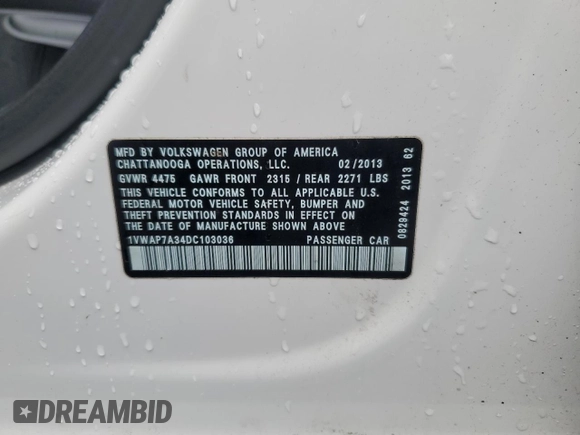 MFD BY VOLKSWAGEN GROUP OF AMERICA
CHATTANOOGA OPERATIONS, LLC. 02/2013
GVWR 4475 GAWR FRONT 2315 / REAR 2271 LBS
THIS VEHICLE CONFORMS TO ALL APPLICABLE U.S.
FEDERAL MOTOR VEHICLE SAFETY, BUMPER AND
THEFT PREVENTION STANDARDS IN EFFECT ON
THE DATE OF MANUFACTURE SHOWN ABOVE
1VWAP7A34DC103036 PASSENGER CAR
0829424 2013 62
DREAMBID